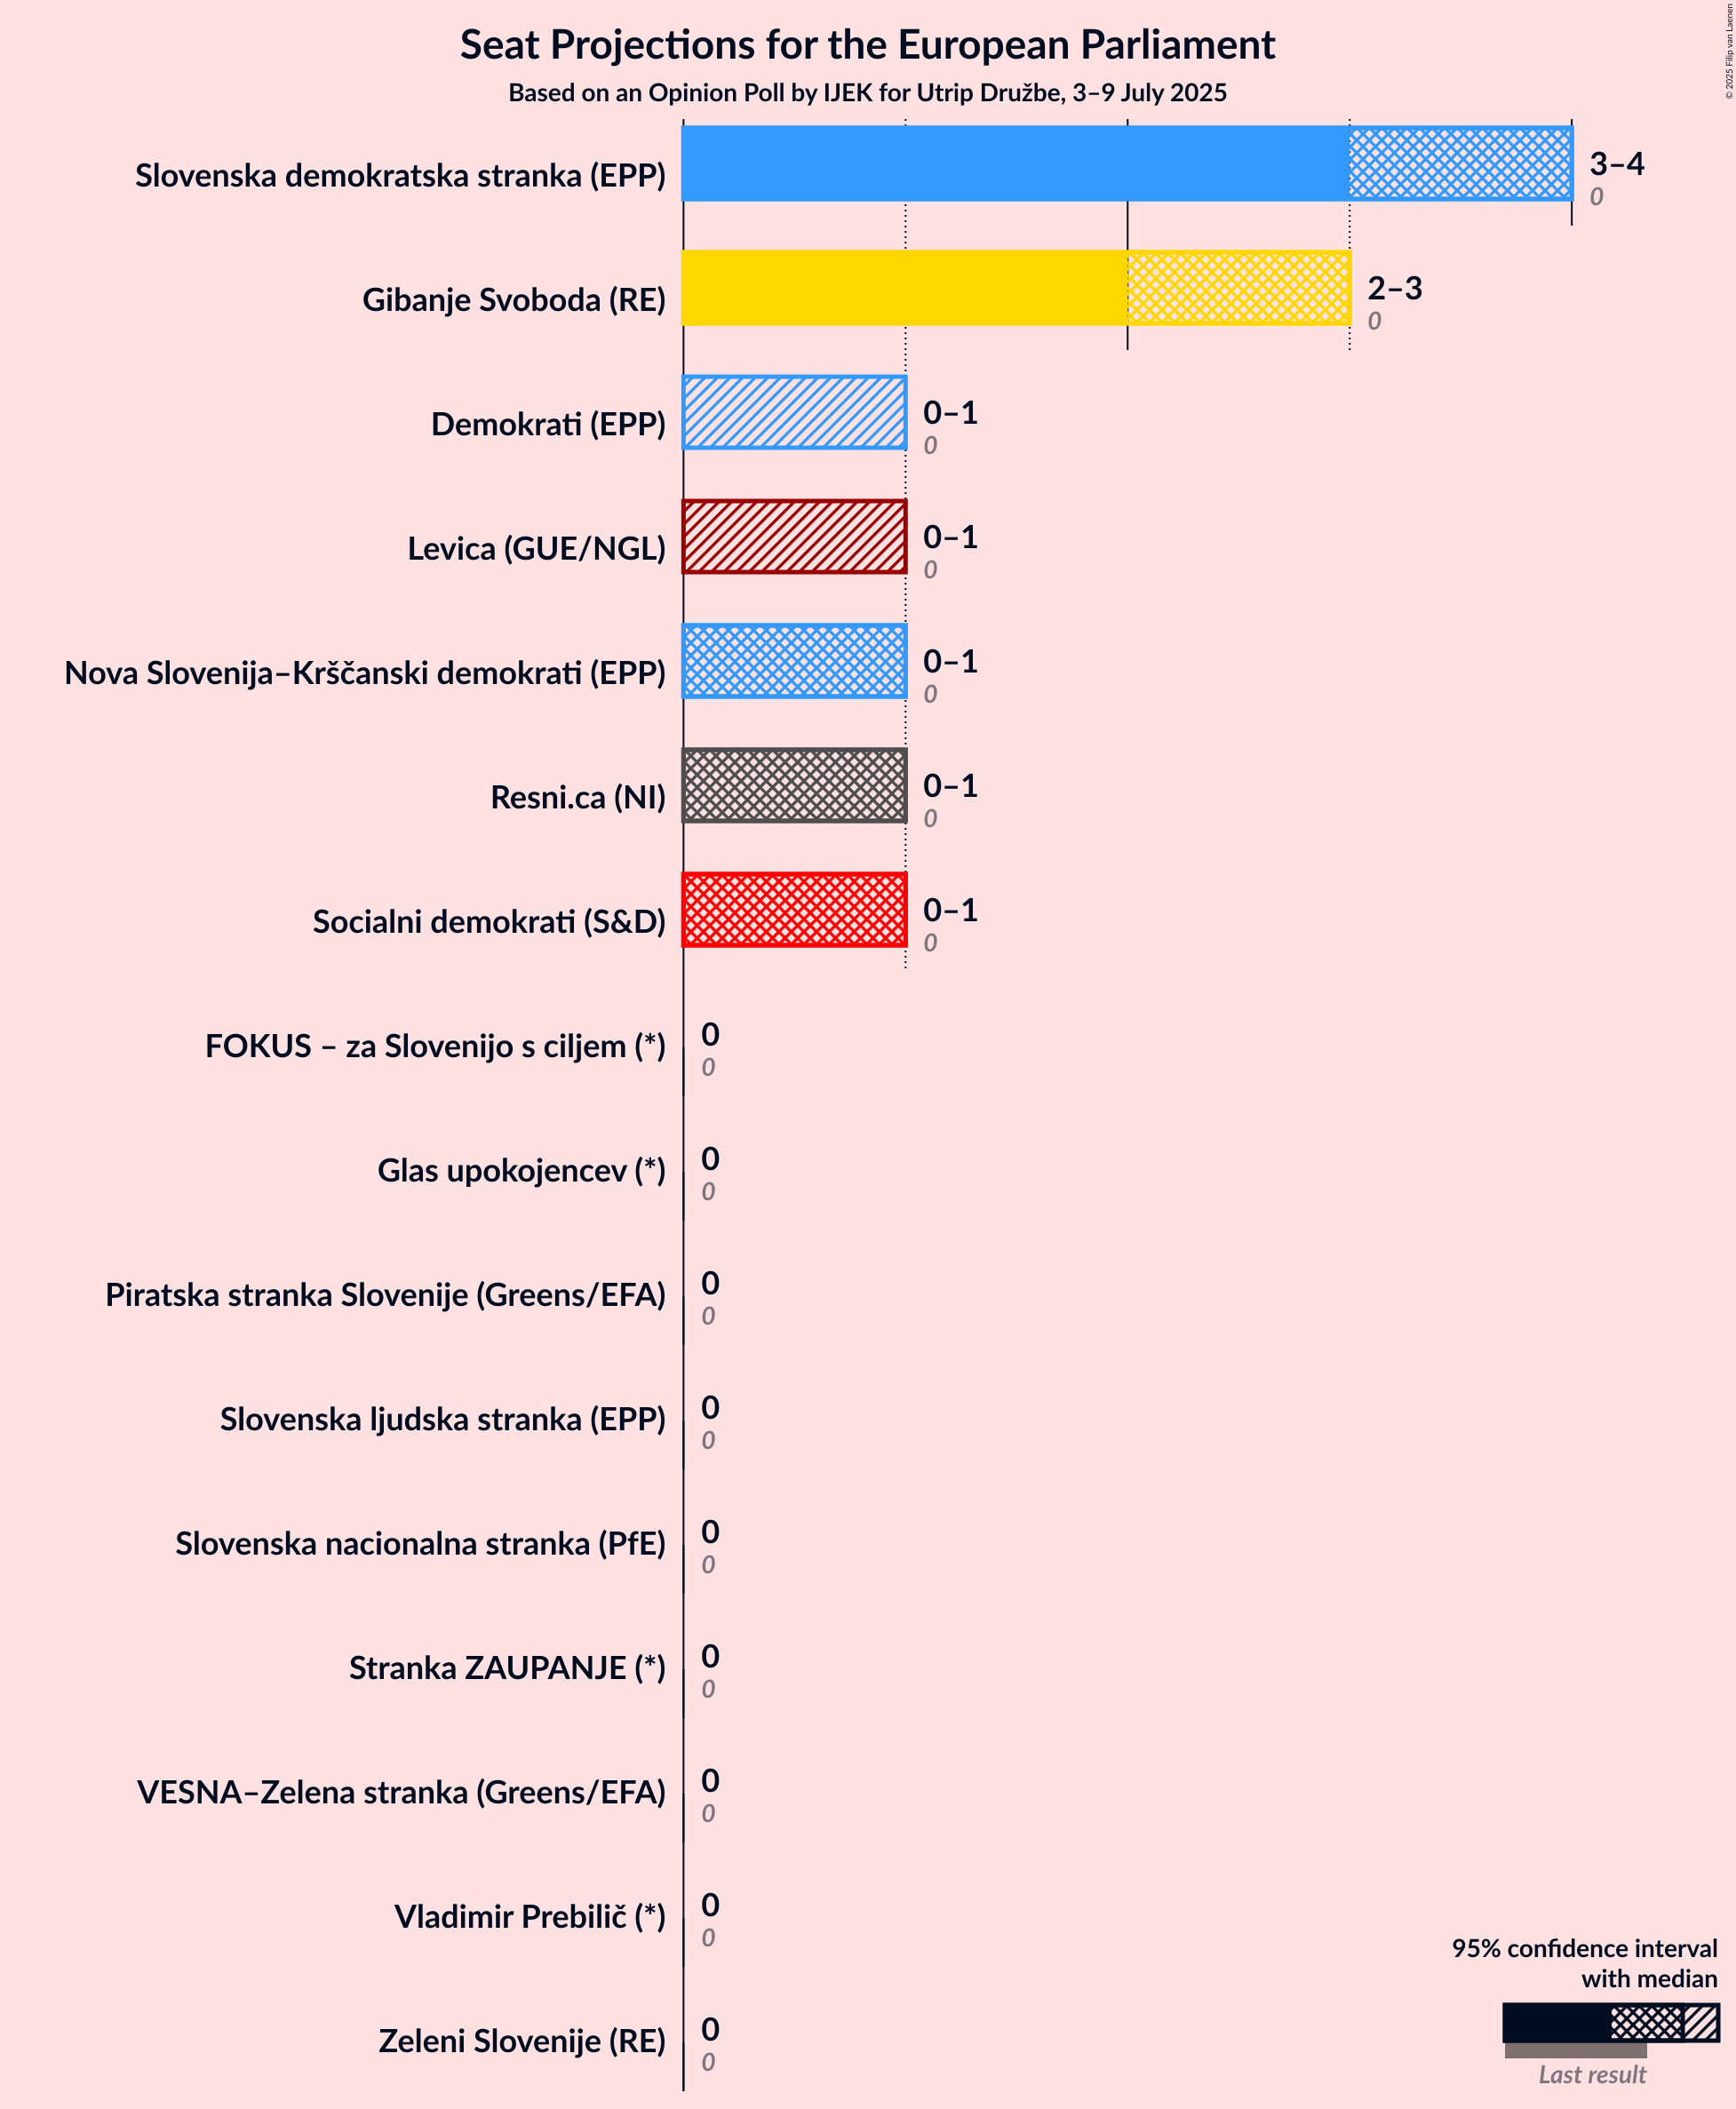 Seat Projections for the European Parliament
Based on an Opinion Poll by IJEK for Utrip Družbe, 3–9 July 2025
© 2025 Filip van Laenen
Slovenska demokratska stranka (EPP)
3–4
0
Gibanje Svoboda (RE)
2–3
0
Demokrati (EPP)
0–1
0
Levica (GUE/NGL)
0–1
0
Nova Slovenija–Krščanski demokrati (EPP)
0–1
0
Resni.ca (NI)
0–1
0
Socialni demokrati (S&D)
0–1
0
FOKUS – za Slovenijo s ciljem (*)
0
0
Glas upokojencev (*)
0
0
Piratska stranka Slovenije (Greens/EFA)
0
0
Slovenska ljudska stranka (EPP)
0
0
Slovenska nacionalna stranka (PfE)
0
0
Stranka ZAUPANJE (*)
0
0
VESNA–Zelena stranka (Greens/EFA)
0
0
Vladimir Prebilič (*)
0
0
Zeleni Slovenije (RE)
0
0
95% confidence interval
with median
Last result